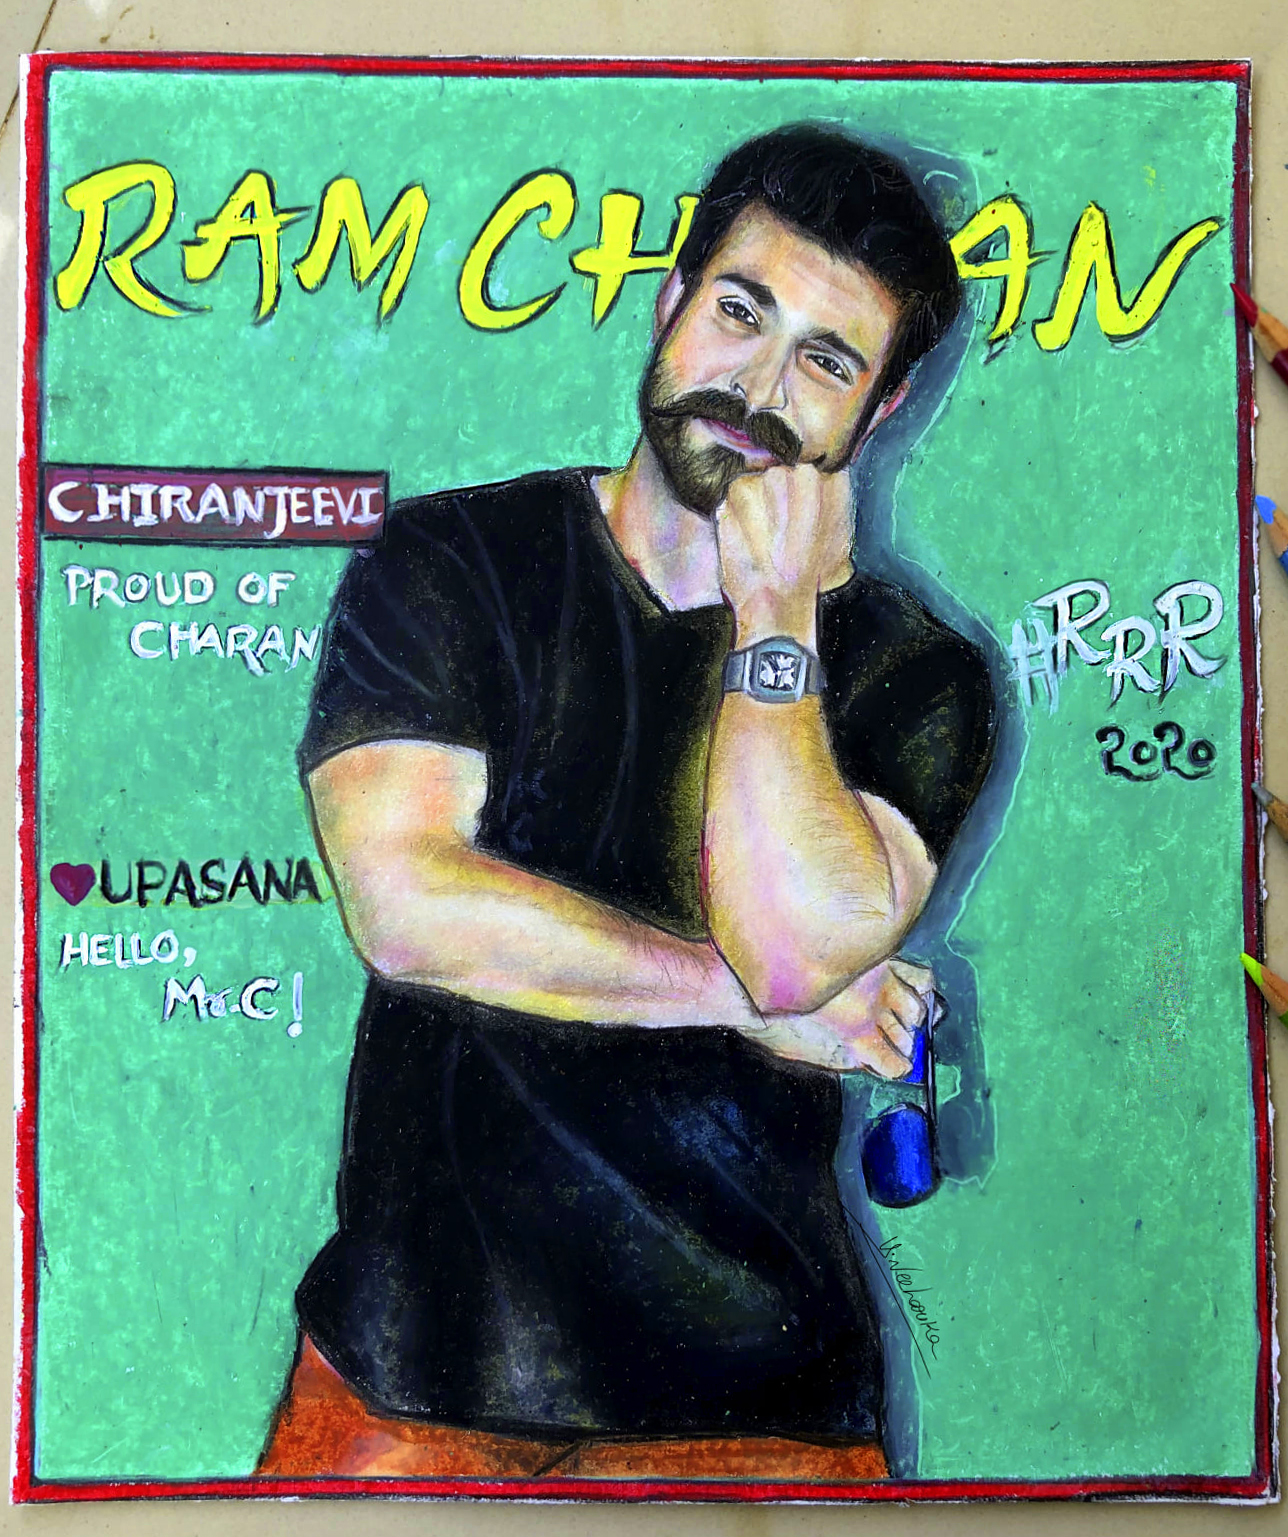 RAM CH AN
CHIRANJEEVI
PROUD OF
CHARAN
#RRR
2020
UPASANA
HELLO,
Mr.C!